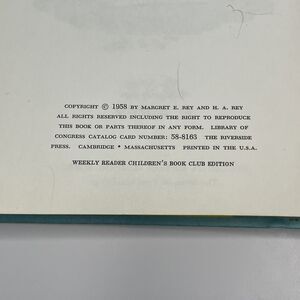 COPYRIGHT © 1958 BY MARGRET E. REY AND H. A. REY
ALL RIGHTS RESERVED INCLUDING THE RIGHT TO REPRODUCE
THIS BOOK OR PARTS THEREOF IN ANY FORM. LIBRARY OF
CONGRESS CATALOG CARD NUMBER: 58-8163 THE RIVERSIDE
PRESS. CAMBRIDGE * MASSACHUSETTS PRINTED IN THE U.S.A.
WEEKLY READER CHILDREN'S BOOK CLUB EDITION